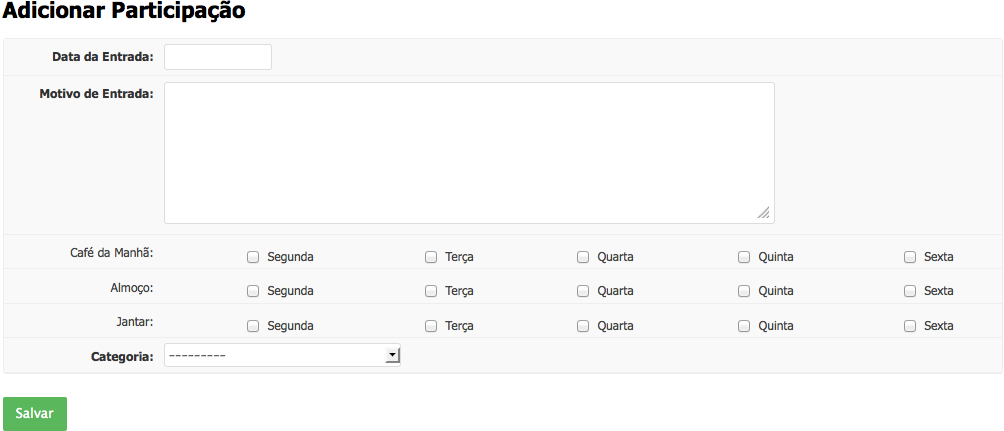 Adicionar Participação
Data da Entrada:
Motivo de Entrada:
Café da Manhã: Segunda Terça Quarta Quinta Sexta
Almoço: Segunda Terça Quarta Quinta Sexta
Jantar: Segunda Terça Quarta Quinta Sexta
Categoria: ---------
Salvar